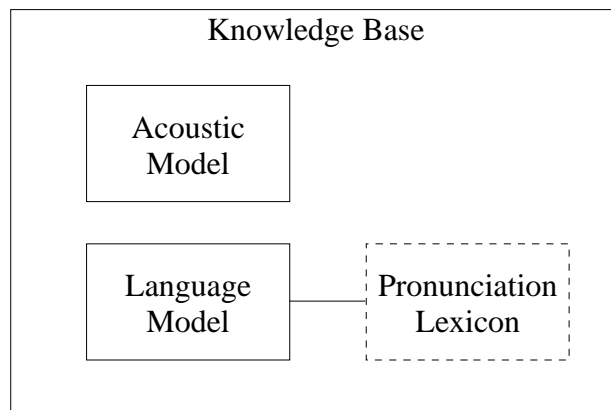 Knowledge Base
Acoustic
Model
Language
Model
Pronunciation
Lexicon